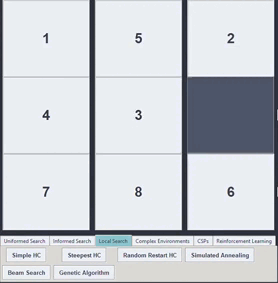 1 5 2
4 3
7 8 6
Uniformed Search Informed Search Local Search Complex Environments CSPs Reinforcement Learning
Simple HC Steepest HC Random Restart HC Simulated Annealing
Beam Search Genetic Algorithm